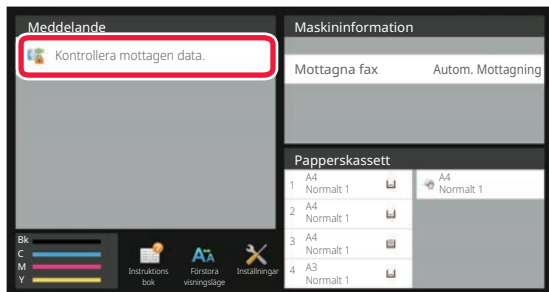 Meddelande
Kontrollera mottagen data.
Maskininformation
Mottagna fax Autom. Mottagning
Papperskassett
1 A4
Normalt 1
2 A4
Normalt 1
3 A4
Normalt 1
4 A3
Normalt 1
A4
Normalt 1
Bk
C
M
Y
Instruktions
bok
Förstora
visningsläge
Inställningar